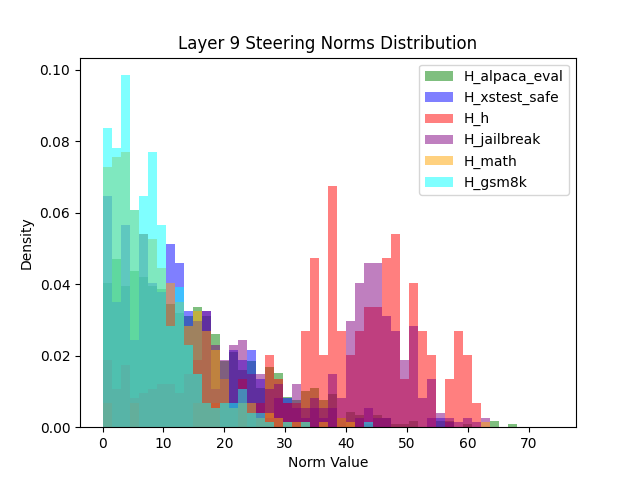 Layer 9 Steering Norms Distribution
H_alpaca_eval
H_xstest_safe
H_h
H_jailbreak
H_math
H_gsm8k
Density
0.10
0.08
0.06
0.04
0.02
0.00
0 10 20 30 40 50 60 70
Norm Value